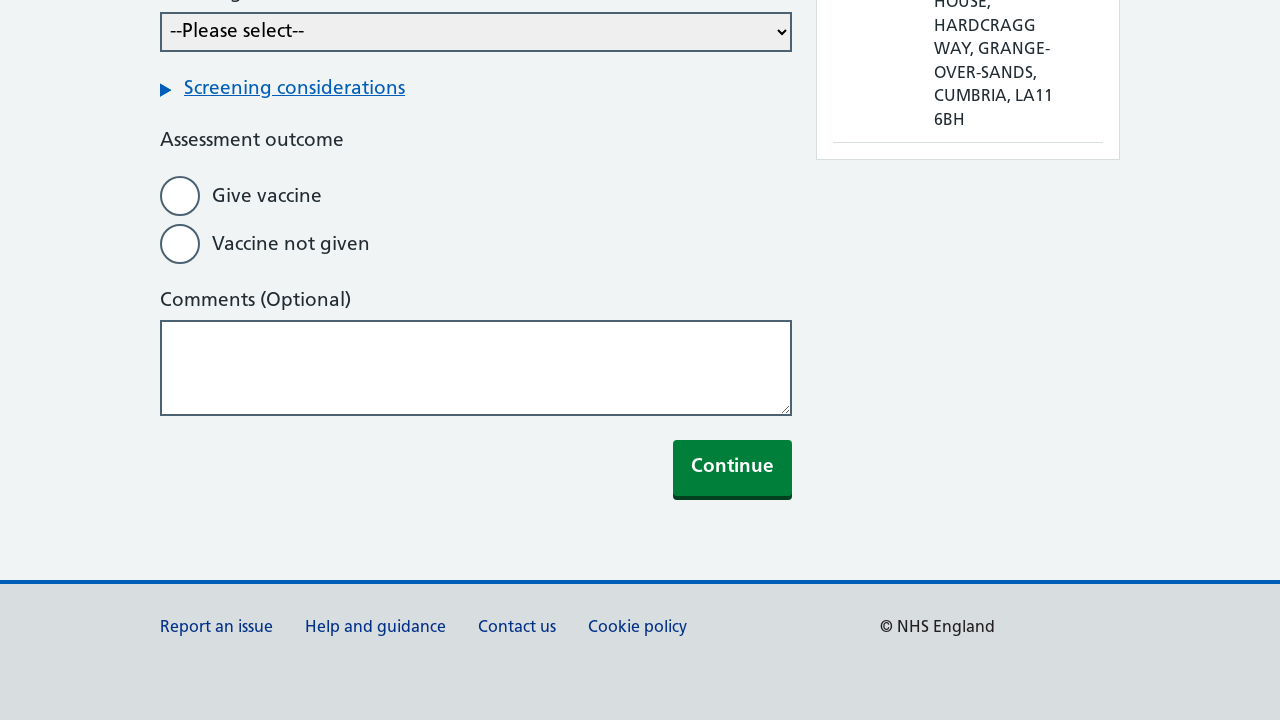 --Please select--
Screening considerations
Assessment outcome
Give vaccine
Vaccine not given
Comments (Optional)
Continue
HOUSE,
HARDCRAGG
WAY, GRANGE-
OVER-SANDS,
CUMBRIA, LA11
6BH
Report an issue
Help and guidance
Contact us
Cookie policy
© NHS England